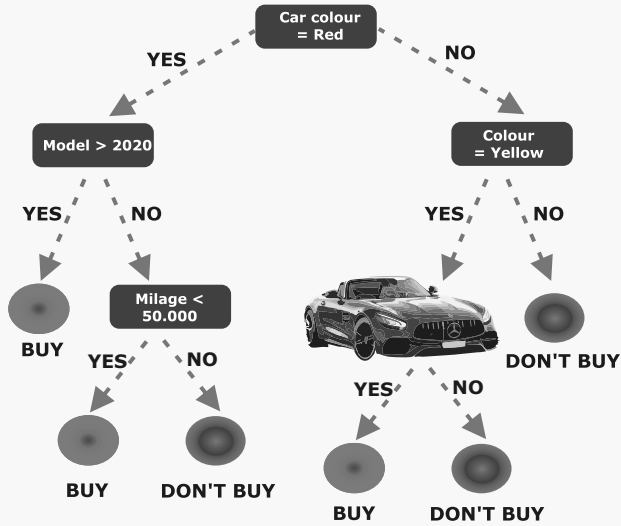 Car colour
= Red
YES
NO
Model > 2020
Colour
= Yellow
YES
NO
YES
NO
Milage <
50.000
BUY
DON'T BUY
YES
NO
YES
NO
BUY
DON'T BUY
BUY
DON'T BUY